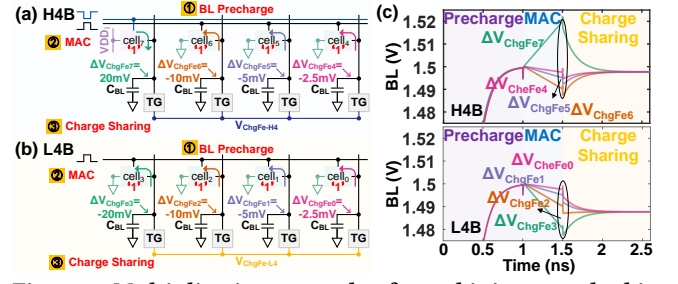 (a) H4B
① BL Precharge
② MAC
VDD
cell7
cell6
cell5
cell4
ΔVChgFe7=
20mV
ΔVChgFe6=
-10mV
ΔVChgFe5=
-5mV
ΔVChgFe4=
-2.5mV
CBL
CBL
CBL
CBL
TG
TG
TG
TG
③ Charge Sharing
VChgFe-H4
(b) L4B
① BL Precharge
② MAC
cell3
cell2
cell1
cell0
ΔVChgFe3=
-20mV
ΔVChgFe2=
-10mV
ΔVChgFe1=
-5mV
ΔVChgFe0=
-2.5mV
CBL
CBL
CBL
CBL
TG
TG
TG
TG
③ Charge Sharing
VChgFe-L4
(c)
Precharge MAC Charge
Sharing
BL (V)
1.52
1.50
1.49
1.475
ΔVChgFe7
ΔVCheFe4
ΔVChgFe5
ΔVChgFe6
H4B
Precharge MAC Charge
Sharing
BL (V)
1.52
1.51
1.5
1.49
1.475
ΔVCheFe0
ΔVChgFe1
ΔVChgFe2
ΔVChgFe3
L4B
0 0.5 1.0 1.5 2.0 2.5
Time (ns)